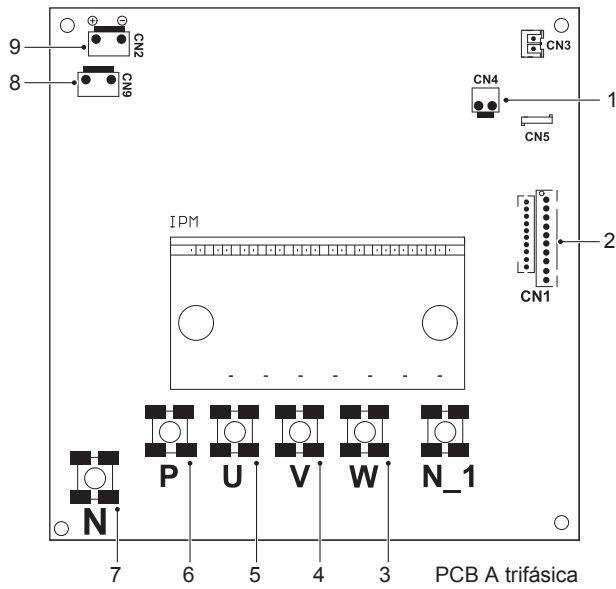 ⊕ ⊖
9
CN2
8
CN9
CN3
CN4
1
CN5
IPM
2
CN1
P U V W N_1
N
7 6 5 4 3 PCB A trifásica